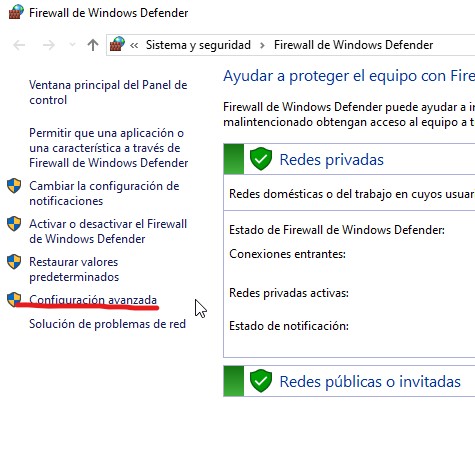 Firewall de Windows Defender
« Sistema y seguridad > Firewall de Windows Defender
Ventana principal del Panel de
control
Permitir que una aplicación o
una característica a través de
Firewall de Windows Defender
Cambiar la configuración de
notificaciones
Activar o desactivar el Firewall
de Windows Defender
Restaurar valores
predeterminados
Configuración avanzada
Solución de problemas de red
Ayudar a proteger el equipo con Fire
Firewall de Windows Defender puede ayudar a i
malintencionado obtengan acceso al equipo a t
Redes privadas
Redes domésticas o del trabajo en cuyos usuar
Estado de Firewall de Windows Defender:
Conexiones entrantes:
Redes privadas activas:
Estado de notificación:
Redes públicas o invitadas